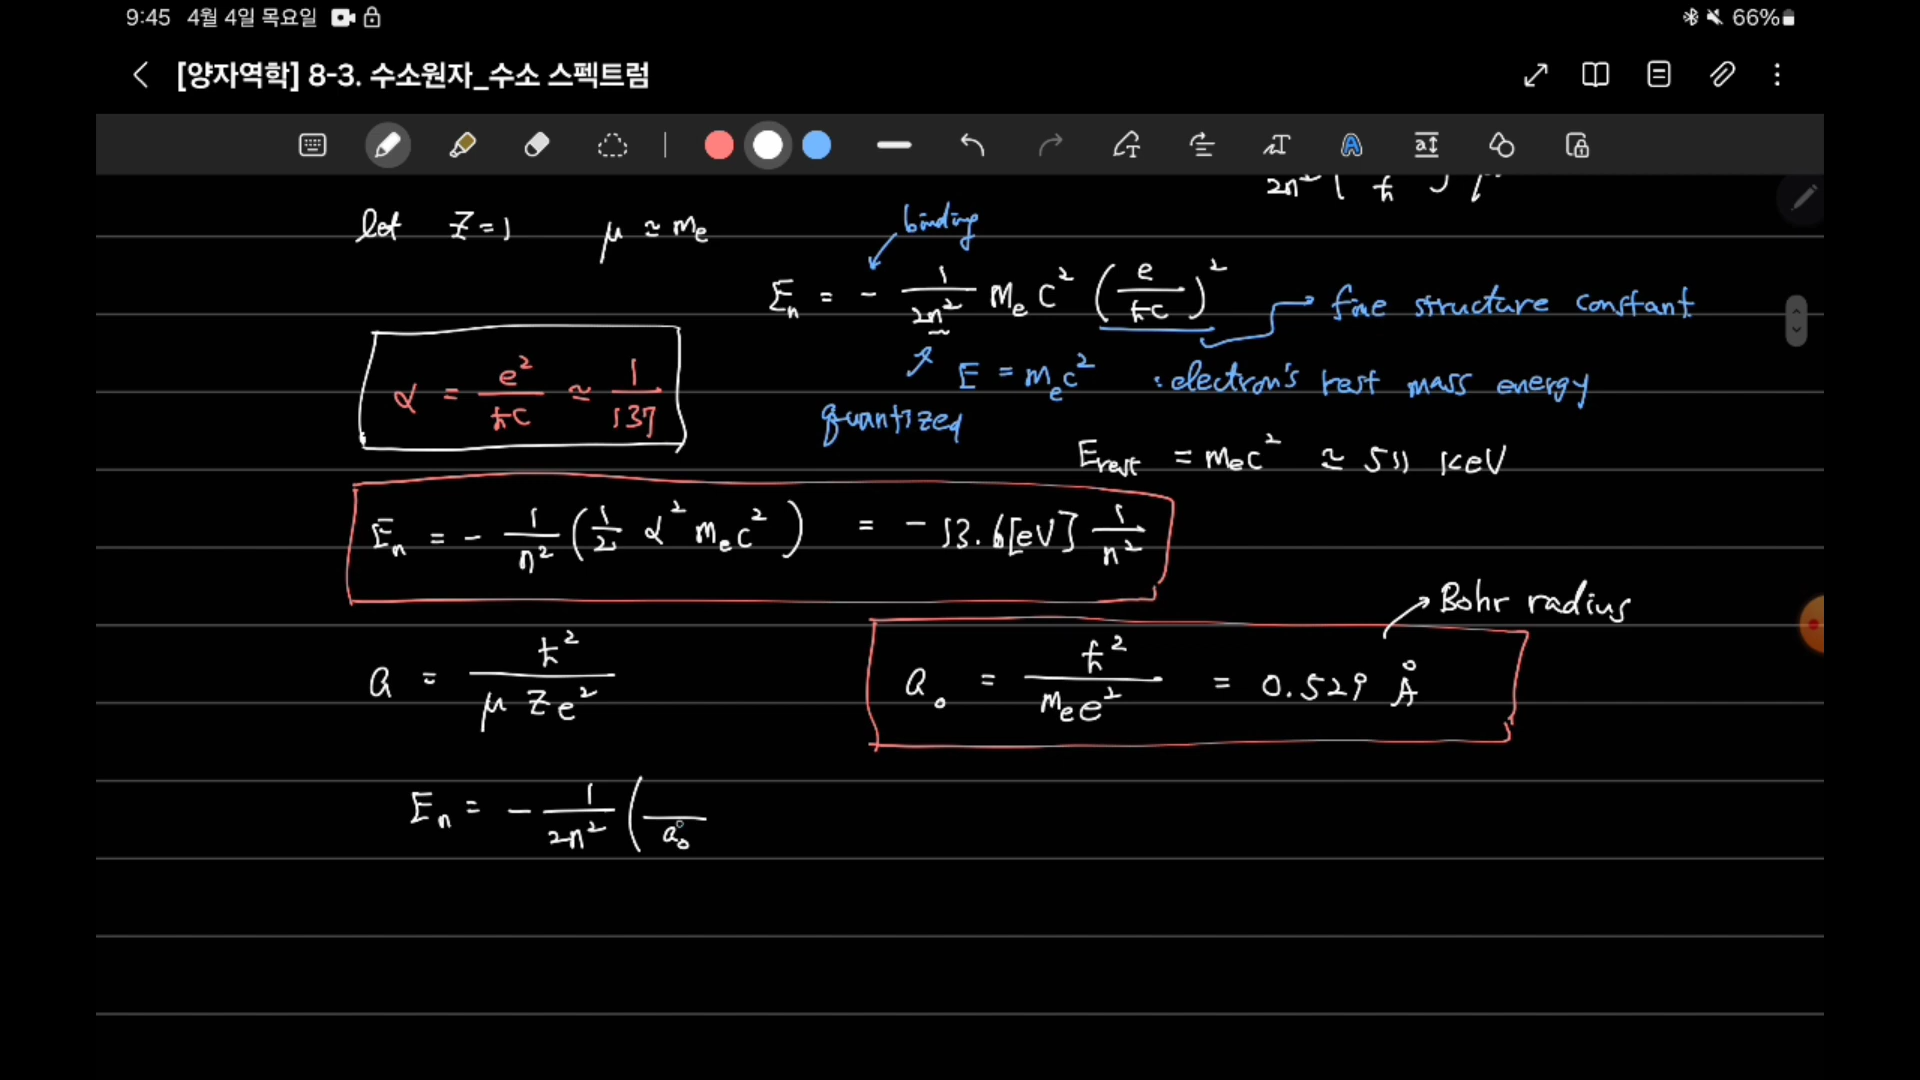 9:45 4월 4일 목요일 66%
[양자역학] 8-3. 수소원자_수소 스펙트럼
2n² ( ħ ) μ
let Z = 1 μ ≃ mₑ
binding
Eₙ = - 1/2n² mₑ c² (e/ħc)²
fine structure constant
α = e²/ħc ≃ 1/137
E = mₑc² : electron's rest mass energy
quantized
E_rest = mₑc² ≃ 511 KeV
Eₙ = - 1/n² (1/2 α² mₑc²) = - 13.6[eV] 1/n²
Bohr radius
a = ħ²/μZe²
a₀ = ħ²/mₑe² = 0.529 Å
Eₙ = - 1/2n² ( /a₀